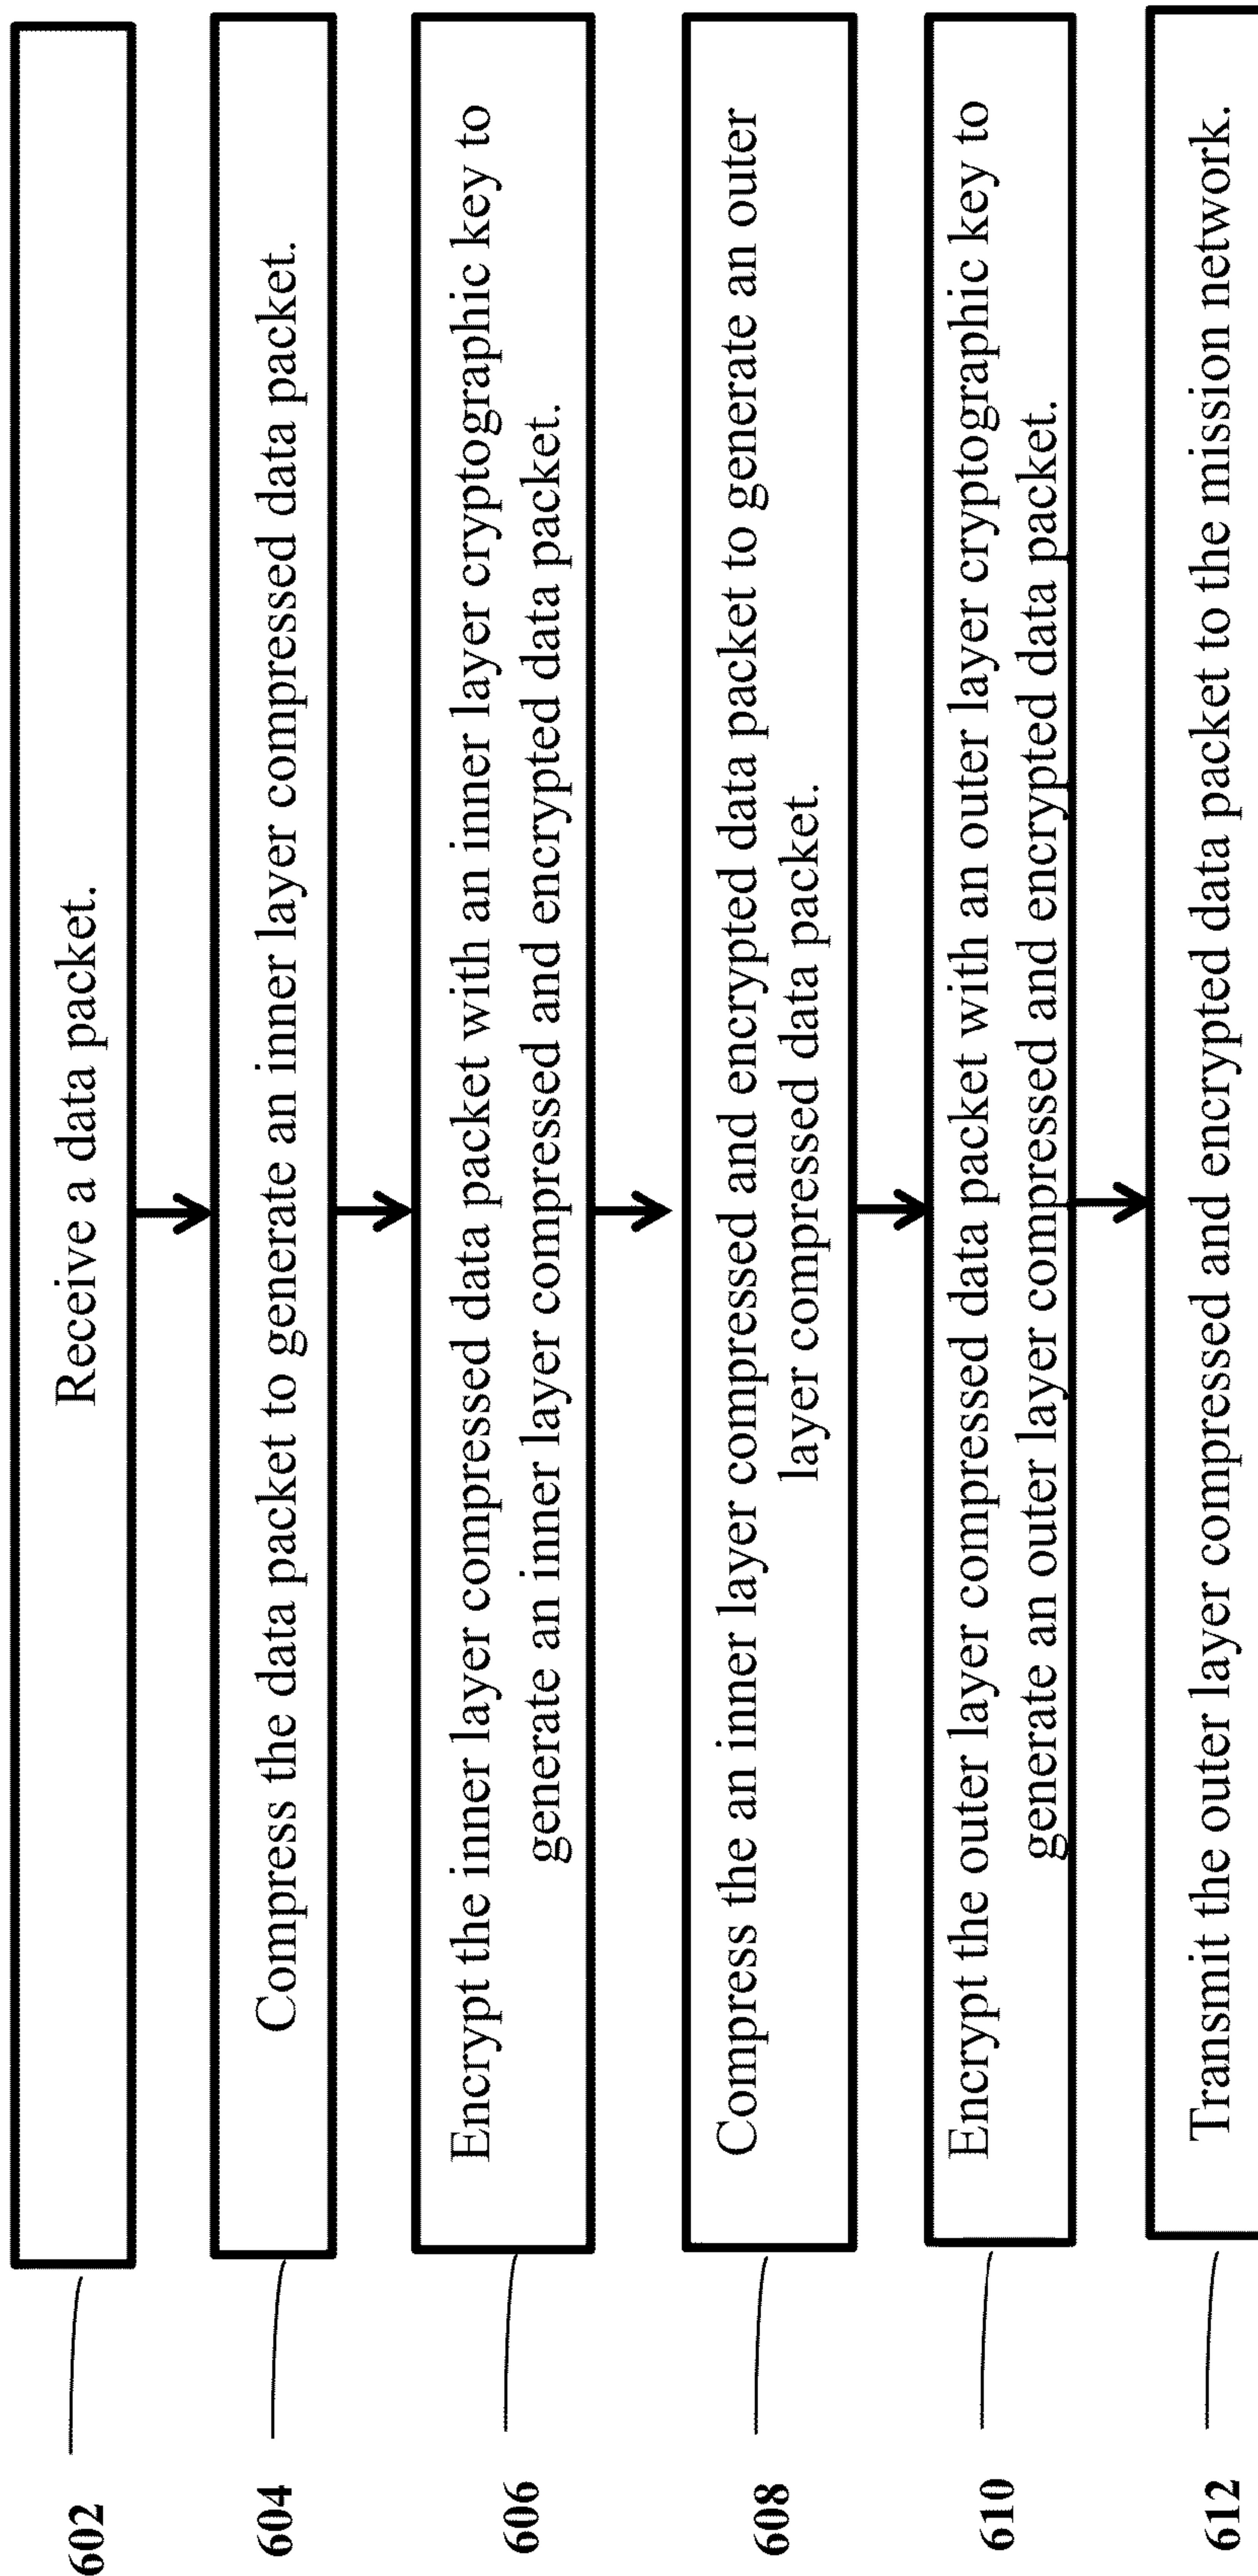 602
Receive a data packet.
604
Compress the data packet to generate an inner layer compressed data packet.
606
Encrypt the inner layer compressed data packet with an inner layer cryptographic key to
generate an inner layer compressed and encrypted data packet.
608
Compress the an inner layer compressed and encrypted data packet to generate an outer
layer compressed data packet.
610
Encrypt the outer layer compressed data packet with an outer layer cryptographic key to
generate an outer layer compressed and encrypted data packet.
612
Transmit the outer layer compressed and encrypted data packet to the mission network.